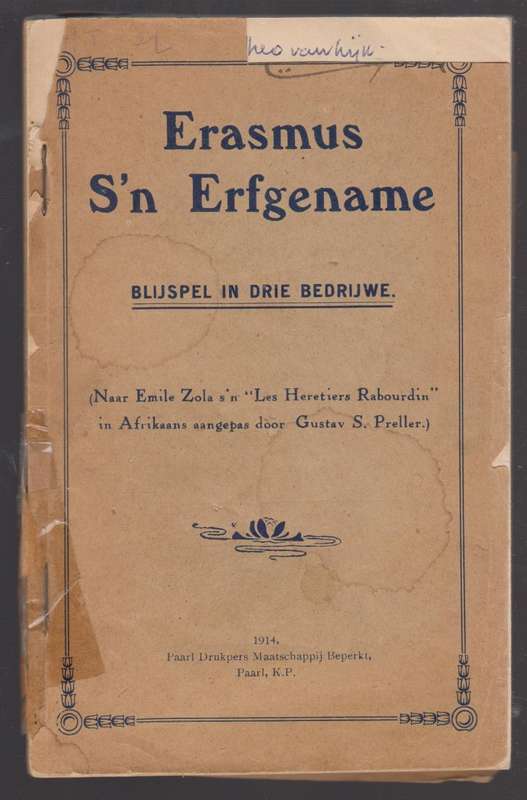 Erasmus
S'n Erfgename
BLIJSPEL IN DRIE BEDRIJWE.
(Naar Emile Zola s'n "Les Heretiers Rabourdin"
in Afrikaans aangepas door Gustav S. Preller.)
1914.
Paarl Drukpers Maatschappij Beperkt,
Paarl, K.P.